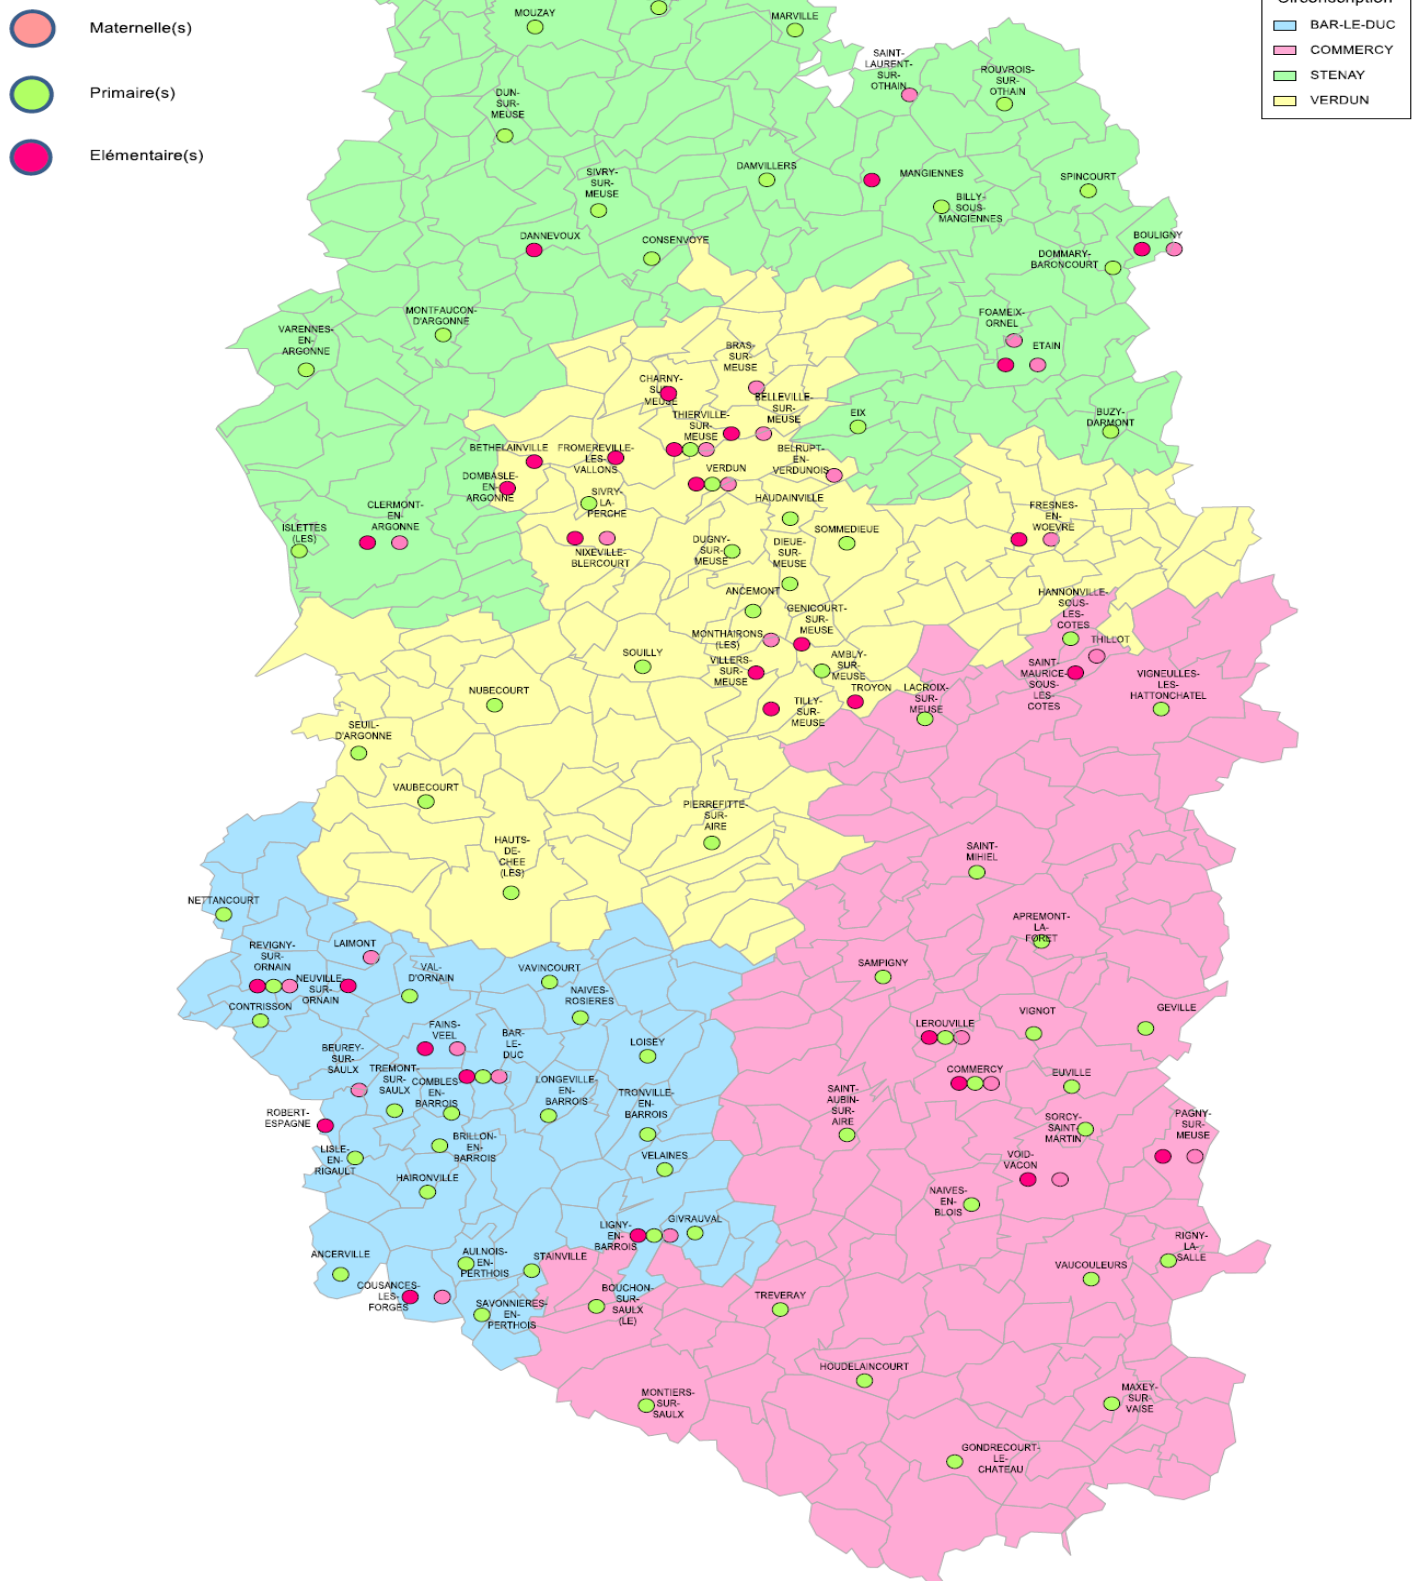 Maternelle(s)
Primaire(s)
Elémentaire(s)
Circonscription
BAR-LE-DUC
COMMERCY
STENAY
VERDUN
MOUZAY
MARVILLE
SAINT-
LAURENT-
SUR-
OTHAIN
ROUVROIS-
SUR-
OTHAIN
DUN-
SUR-
MEUSE
DAMVILLERS
MANGIENNES
SPINCOURT
SIVRY-
SUR-
MEUSE
BILLY-
SOUS-
MANGIENNES
DANNEVOUX
CONSENVOYE
BOULIGNY
DOMMARY-
BARONCOURT
MONTFAUCON-
D'ARGONNE
VARENNES-
EN-
ARGONNE
FOAMEIX-
ORNEL
ETAIN
BRAS-
SUR-
MEUSE
CHARNY-
SUR-
MEUSE
BELLEVILLE-
SUR-
MEUSE
THIERVILLE-
SUR-
MEUSE
EIX
BUZY-
DARMONT
BETHELAINVILLE
FROMEREVILLE-
LES-
VALLONS
BELRUPT-
EN-
VERDUNOIS
VERDUN
DOMBASLE-
EN-
ARGONNE
SIVRY-
LA-
PERCHE
HAUDAINVILLE
CLERMONT-
EN-
ARGONNE
FRESNES-
EN-
WOEVRE
ISLETTES
(LES)
SOMMEDIEUE
NIXEVILLE-
BLERCOURT
DUGNY-
SUR-
MEUSE
DIEUE-
SUR-
MEUSE
ANCEMONT
HANNONVILLE-
SOUS-
LES-
COTES
GENICOURT-
SUR-
MEUSE
MONTHAIRONS
(LES)
THILLOT
SOUILLY
VILLERS-
SUR-
MEUSE
AMBLY-
SUR-
MEUSE
SAINT-
MAURICE-
SOUS-
LES-
COTES
VIGNEULLES-
LES-
HATTONCHATEL
NUBECOURT
TROYON
LACROIX-
SUR-
MEUSE
TILLY-
SUR-
MEUSE
SEUIL-
D'ARGONNE
VAUBECOURT
PIERREFITTE-
SUR-
AIRE
HAUTS-
DE-
CHEE
(LES)
SAINT-
MIHIEL
NETTANCOURT
APREMONT-
LA-
FORET
REVIGNY-
SUR-
ORNAIN
LAIMONT
NEUVILLE-
SUR-
ORNAIN
VAL-
D'ORNAIN
VAVINCOURT
SAMPIGNY
NAIVES-
ROSIERES
CONTRISSON
GEVILLE
VIGNOT
LEROUVILLE
FAINS-
VEEL
BAR-
LE-
DUC
LOISEY
BEUREY-
SUR-
SAULX
TREMONT-
SUR-
SAULX
COMBLES-
EN-
BARROIS
LONGEVILLE-
EN-
BARROIS
TRONVILLE-
EN-
BARROIS
COMMERCY
EUVILLE
SAINT-
AUBIN-
SUR-
AIRE
ROBERT-
ESPAGNE
SORCY-
SAINT-
MARTIN
PAGNY-
SUR-
MEUSE
LISLE-
EN-
RIGAULT
BRILLON-
EN-
BARROIS
VELAINES
VOID-
VACON
HAIRONVILLE
NAIVES-
EN-
BLOIS
LIGNY-
EN-
BARROIS
GIVRAUVAL
ANCERVILLE
AULNOIS-
EN-
PERTHOIS
STAINVILLE
RIGNY-
LA-
SALLE
VAUCOULEURS
COUSANCES-
LES-
FORGES
SAVONNIERES-
EN-
PERTHOIS
BOUCHON-
SUR-
SAULX
(LE)
TREVERAY
HOUDELAINCOURT
MONTIERS-
SUR-
SAULX
MAXEY-
SUR-
VAISE
GONDRECOURT-
LE-
CHATEAU